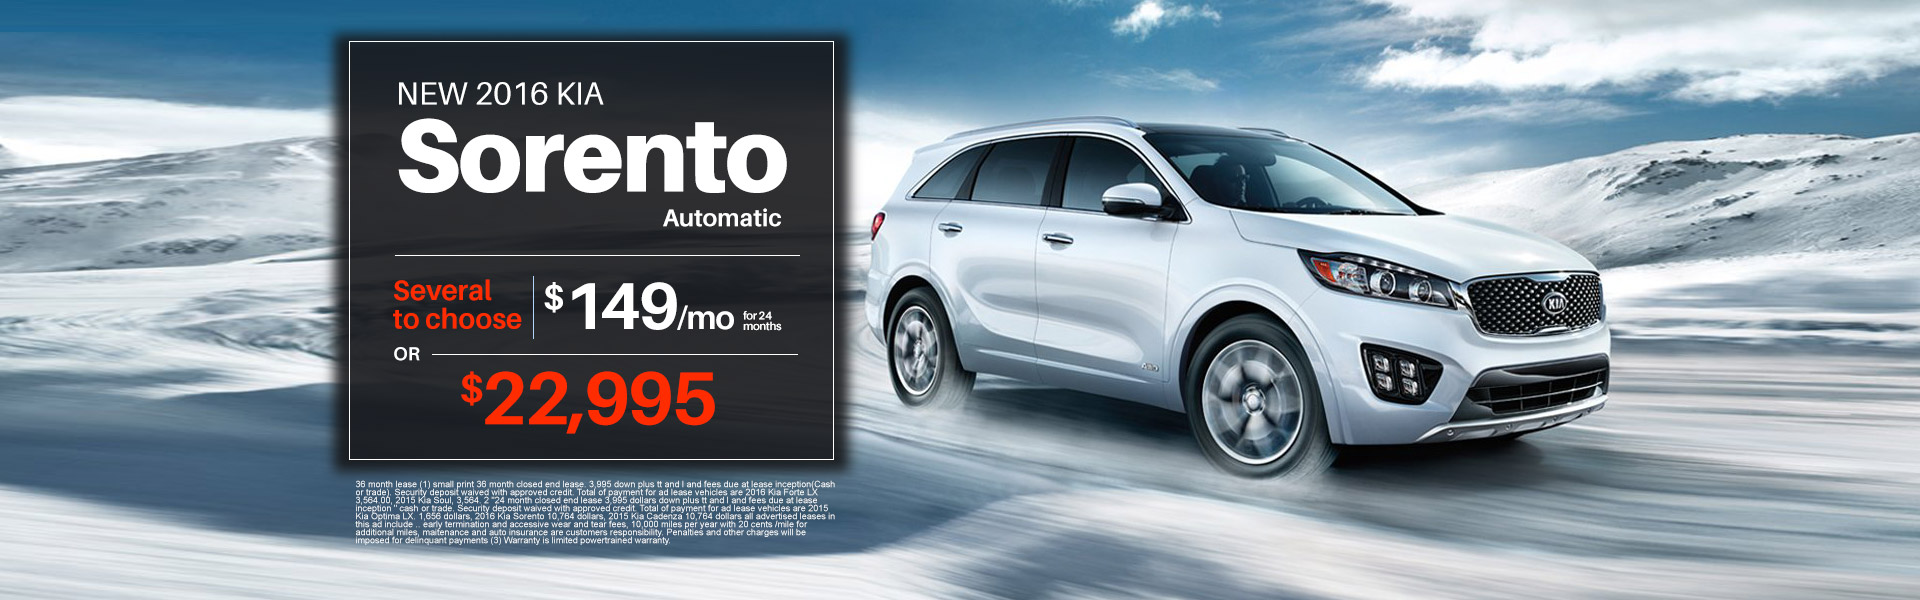 NEW 2016 KIA
Sorento
Automatic
Several
to choose
$149/mo for 24
months
OR
$22,995
36 month lease (1) small print 36 month closed end lease. 3,995 down plus tt and l and fees due at lease inception(Cash
or trade). Security deposit waived with approved credit. Total of payment for ad lease vehicles are 2016 Kia Forte LX
3,564.00, 2015 Kia Soul, 3,564. 2 "24 month closed end lease 3,995 dollars down plus tt and l and fees due at lease
inception " cash or trade. Security deposit waived with approved credit. Total of payment for ad lease vehicles are 2015
Kia Optima LX. 1,656 dollars, 2016 Kia Sorento 10,764 dollars, 2015 Kia Cadenza 10,764 dollars all advertised leases in
this ad include .. early termination and accessive wear and tear fees, 10,000 miles per year with 20 cents /mile for
additional miles, maitenance and auto insurance are customers responsibility. Penalties and other charges will be
imposed for delinquant payments (3) Warranty is limited powertrained warranty.
KIA